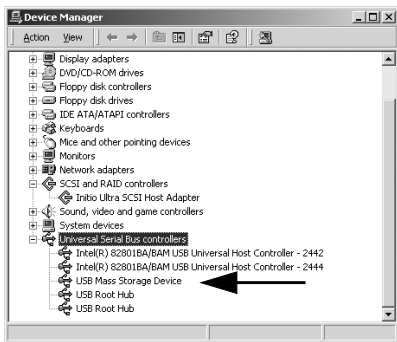 Device Manager
Action View
Display adapters
DVD/CD-ROM drives
Floppy disk controllers
Floppy disk drives
IDE ATA/ATAPI controllers
Keyboards
Mice and other pointing devices
Monitors
Network adapters
SCSI and RAID controllers
Initio Ultra SCSI Host Adapter
Sound, video and game controllers
System devices
Universal Serial Bus controllers
Intel(R) 82801BA/BAM USB Universal Host Controller - 2442
Intel(R) 82801BA/BAM USB Universal Host Controller - 2444
USB Mass Storage Device
USB Root Hub
USB Root Hub